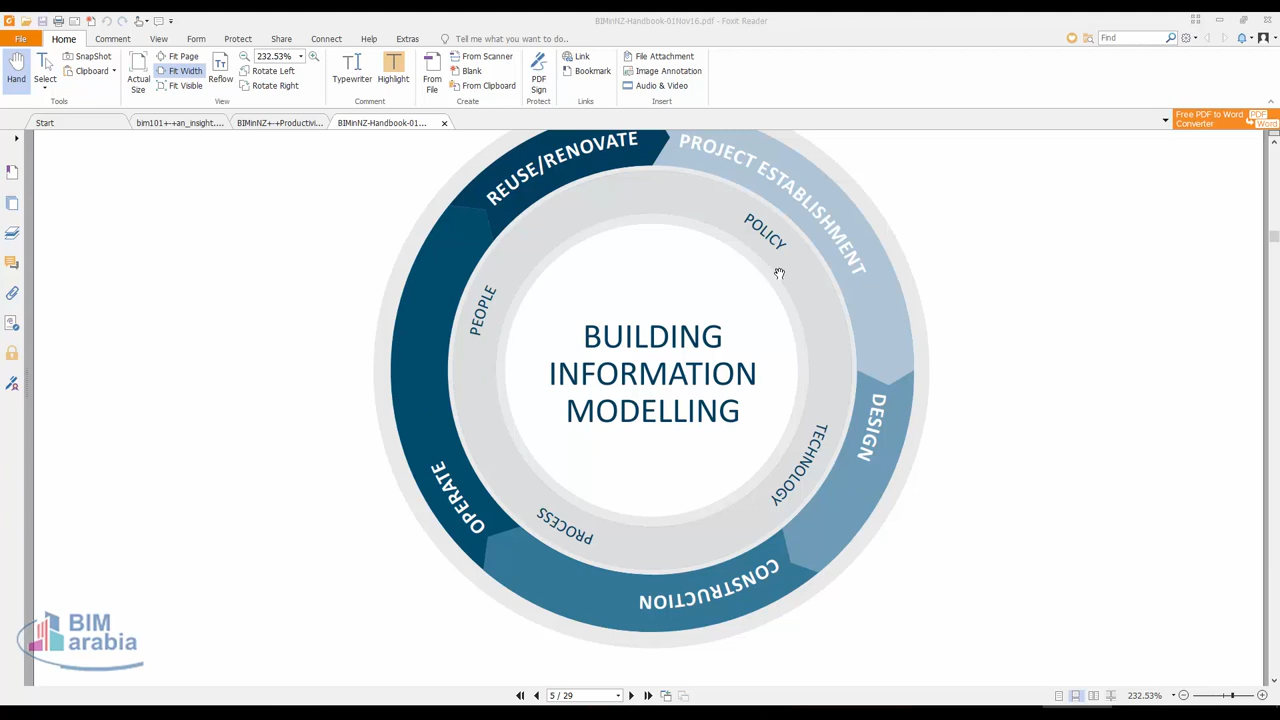 BIMinNZ-Handbook-01Nov16.pdf - Foxit Reader
File Home Comment View Form Protect Share Connect Help Extras Tell me what you want to do... Find
Hand
Select
SnapShot
Clipboard
Tools
Actual Size
Fit Page
Fit Width
Fit Visible
Reflow
232.53%
Rotate Left
Rotate Right
View
Typewriter
Highlight
Comment
From File
From Scanner
Blank
From Clipboard
Create
PDF Sign
Protect
Link
Bookmark
Links
File Attachment
Image Annotation
Audio & Video
Insert
Start bim101+-+an_insight.... BIMinNZ+-+Productivi... BIMinNZ-Handbook-01...
Free PDF to Word Converter
PDF
Word
REUSE/RENOVATE
PROJECT ESTABLISHMENT
POLICY
PEOPLE
BUILDING
INFORMATION
MODELLING
DESIGN
TECHNOLOGY
OPERATE
PROCESS
CONSTRUCTION
BIM
arabia
5 / 29
232.53%